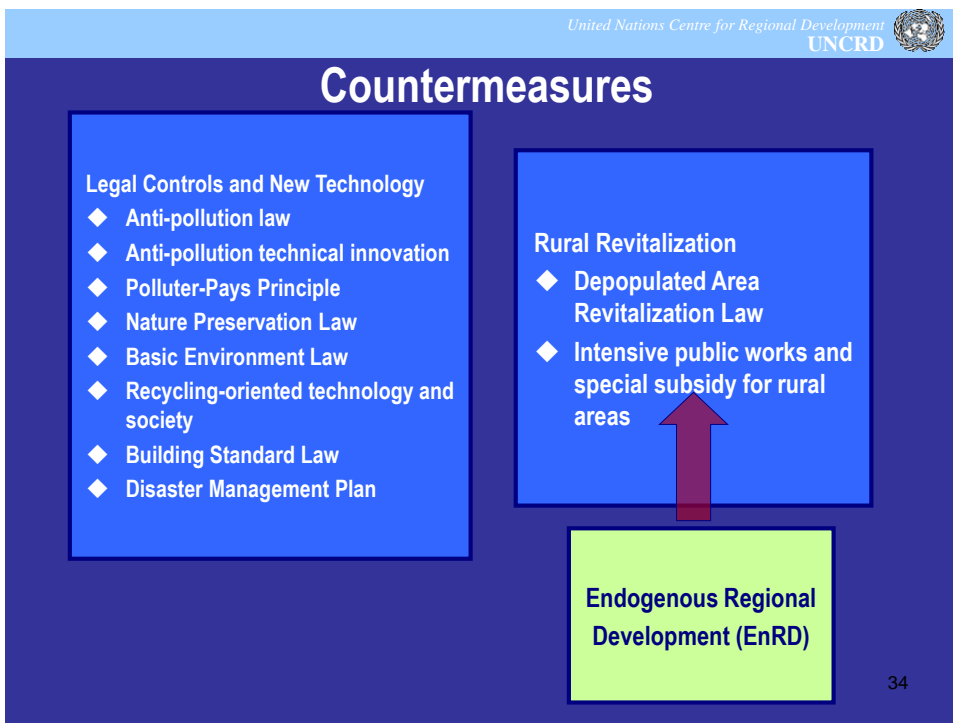 United Nations Centre for Regional Development
UNCRD
Countermeasures
Legal Controls and New Technology
◆ Anti-pollution law
◆ Anti-pollution technical innovation
◆ Polluter-Pays Principle
◆ Nature Preservation Law
◆ Basic Environment Law
◆ Recycling-oriented technology and
society
◆ Building Standard Law
◆ Disaster Management Plan
Rural Revitalization
◆ Depopulated Area
Revitalization Law
◆ Intensive public works and
special subsidy for rural
areas
Endogenous Regional
Development (EnRD)
34